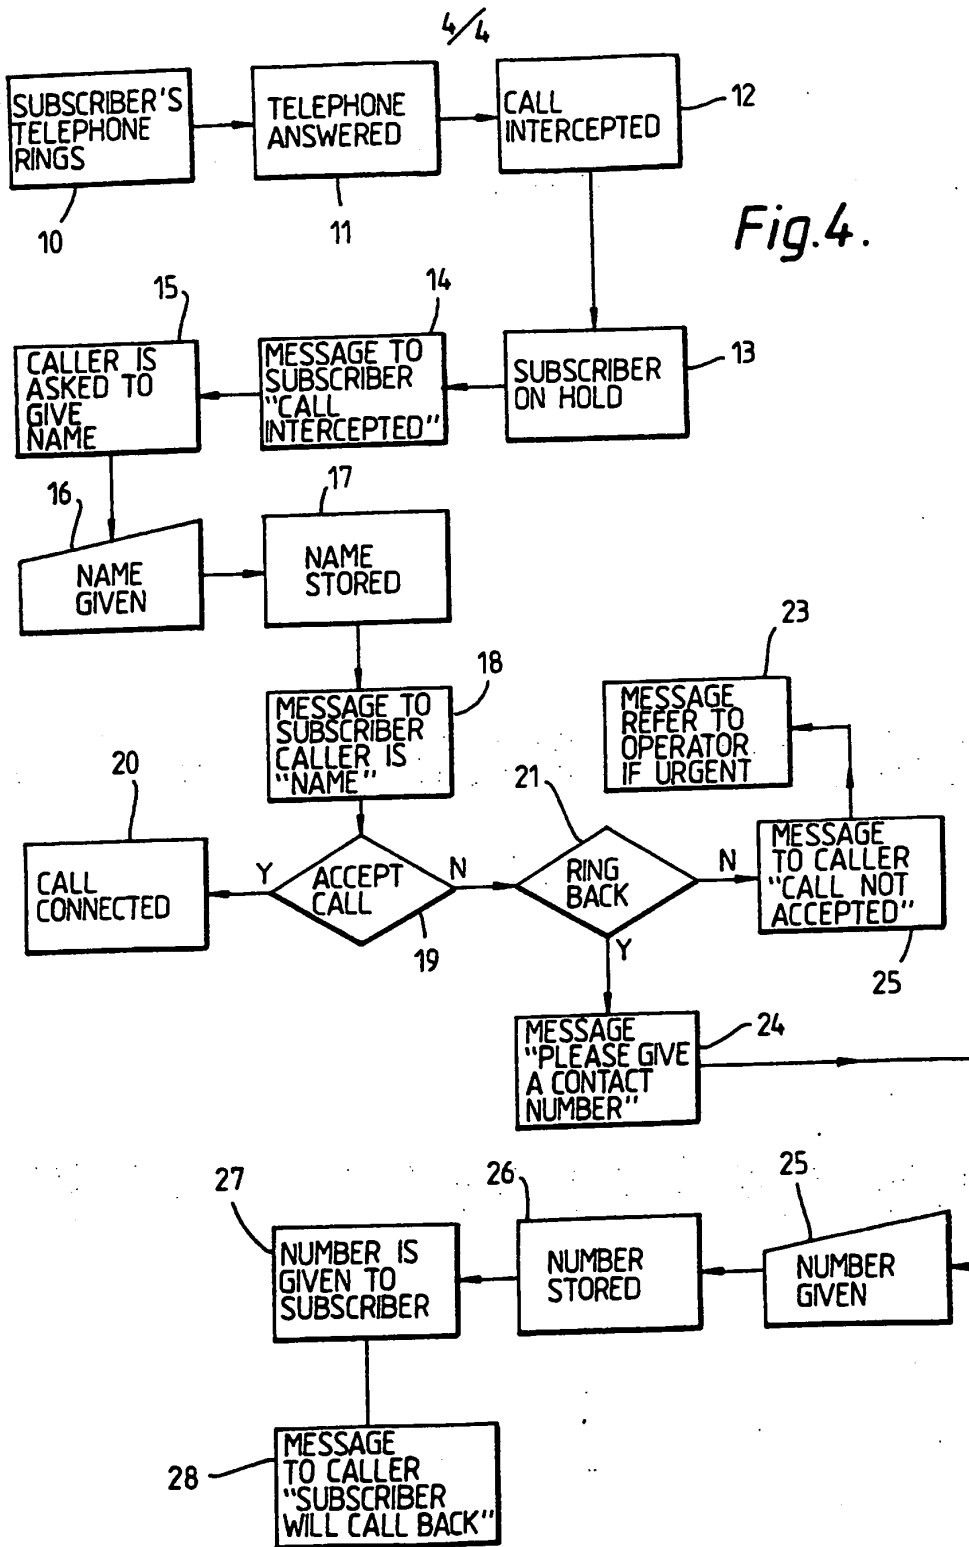 4/4
SUBSCRIBER'S
TELEPHONE
RINGS
10
TELEPHONE
ANSWERED
11
CALL
INTERCEPTED
12
Fig.4.
SUBSCRIBER
ON HOLD
13
14
MESSAGE TO
SUBSCRIBER
"CALL
INTERCEPTED"
15
CALLER IS
ASKED TO
GIVE
NAME
16
NAME
GIVEN
17
NAME
STORED
18
MESSAGE TO
SUBSCRIBER
CALLER IS
"NAME"
ACCEPT
CALL
19
Y
N
20
CALL
CONNECTED
21
RING
BACK
N
Y
MESSAGE
TO CALLER
"CALL NOT
ACCEPTED"
25
23
MESSAGE
REFER TO
OPERATOR
IF URGENT
24
MESSAGE
"PLEASE GIVE
A CONTACT
NUMBER"
25
NUMBER
GIVEN
26
NUMBER
STORED
27
NUMBER IS
GIVEN TO
SUBSCRIBER
28
MESSAGE
TO CALLER
"SUBSCRIBER
WILL CALL BACK"